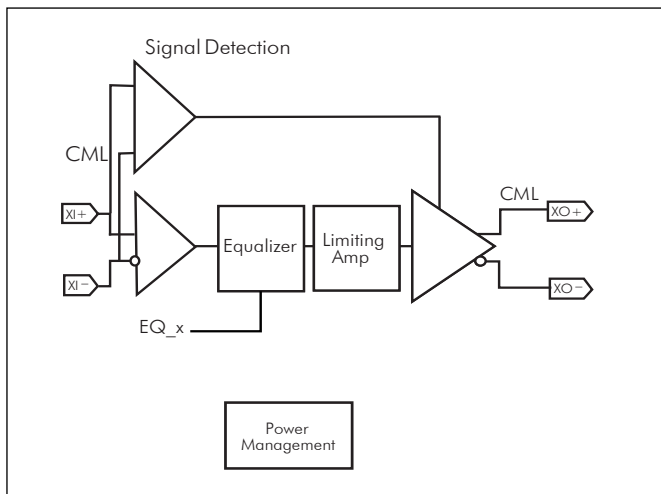 Signal Detection
CML
XI+
XI−
Equalizer
Limiting
Amp
CML
XO+
XO−
EQ_x
Power
Management